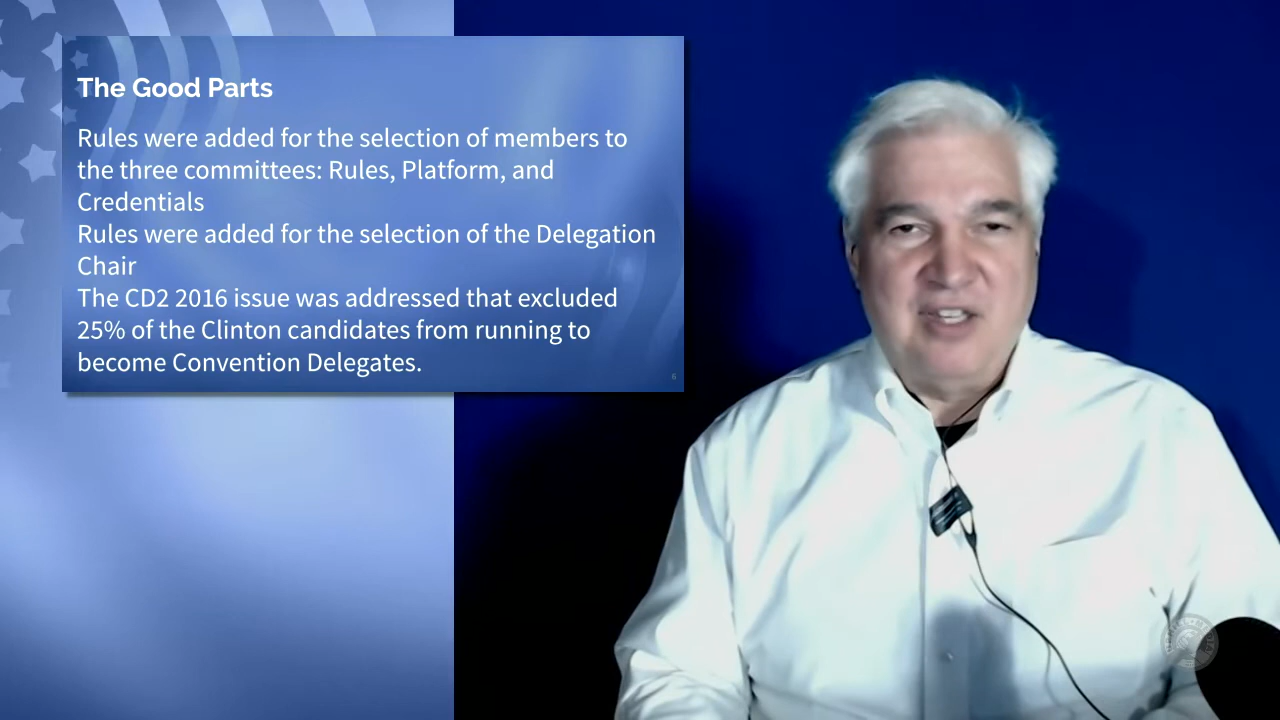 The Good Parts
Rules were added for the selection of members to
the three committees: Rules, Platform, and
Credentials
Rules were added for the selection of the Delegation
Chair
The CD2 2016 issue was addressed that excluded
25% of the Clinton candidates from running to
become Convention Delegates.
6